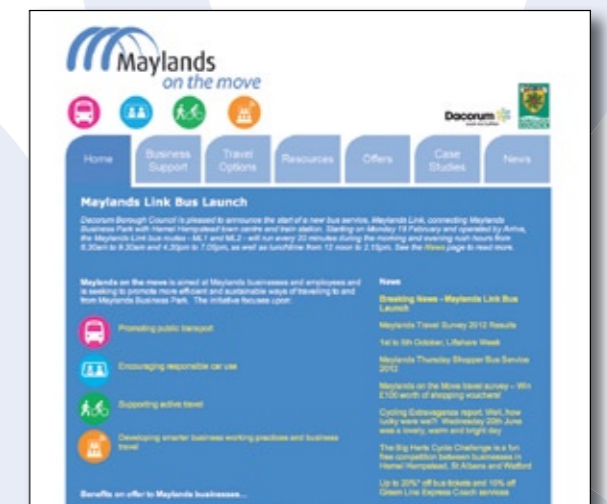 Maylands
on the move
Dacorum
Home
Business
Support
Travel
Options
Resources
Offers
Case
Studies
News
Maylands Link Bus Launch
Decorum Borough Council is pleased to announce the start of a new bus service, Maylands Link, connecting Maylands
Business Park with Hemel Hempstead town centre and train station. Starting on Monday 18 February and operated by Arriva,
the Maylands Link bus routes - ML1 and ML2 - will run every 20 minutes during the morning and evening rush hours from
6.30am to 9.30am and 4.30pm to 7.05pm, as well as lunchtime from 12 noon to 2.15pm. See the News page to read more.
Maylands on the move is aimed at Maylands businesses and employees and
is seeking to promote more efficient and sustainable ways of travelling to and
from Maylands Business Park. The initiative focuses upon:
Promoting public transport
Encouraging responsible car use
Supporting active travel
Developing smarter business working practices and business
travel
Benefits on offer to Maylands businesses...
News
Breaking News - Maylands Link Bus
Launch
Maylands Travel Survey 2012 Results
1st to 5th October, Liftshare Week
Maylands Thursday Shopper Bus Service
2012
Maylands on the Move travel survey – Win
£100 worth of shopping vouchers!
Cycling Extravaganza report. Well, how
lucky were we?! Wednesday 20th June
was a lovely, warm and bright day
The Big Herts Cycle Challenge is a fun
free competition between businesses in
Hemel Hempstead, St Albans and Watford
Up to 20%* off bus tickets and 10% off
Green Line Express Coach services